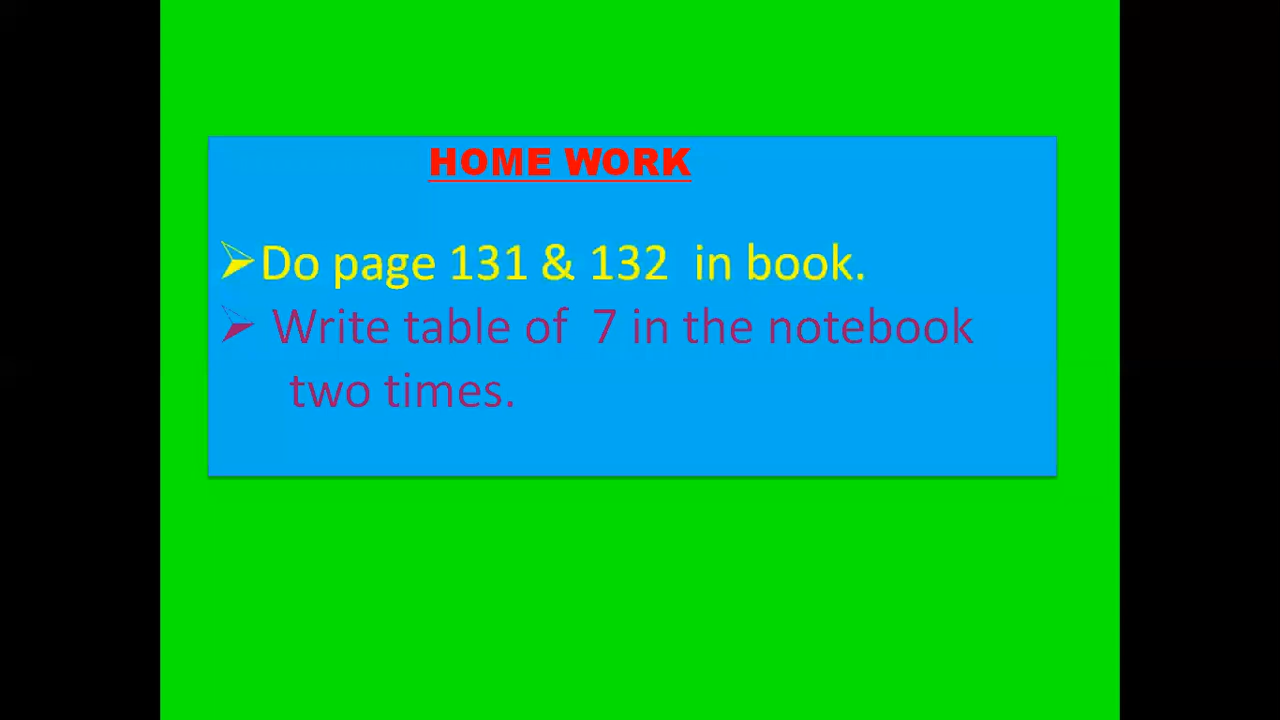 HOME WORK
➢Do page 131 & 132 in book.
➢ Write table of 7 in the notebook
two times.